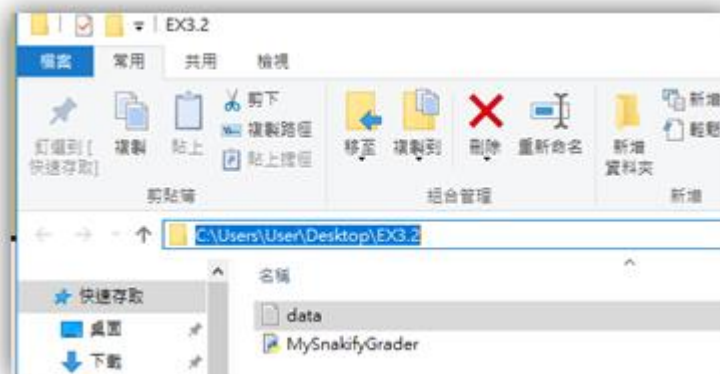 EX3.2
檔案 常用 共用 檢視
釘選到 [快速存取]
複製
貼上
剪下
複製路徑
貼上捷徑
剪貼簿
移至
複製到
刪除
重新命名
組合管理
新增
資料夾
新增
輕鬆
新增
C:\Users\User\Desktop\EX3.2
名稱
快速存取
桌面
下載
data
MySnakifyGrader